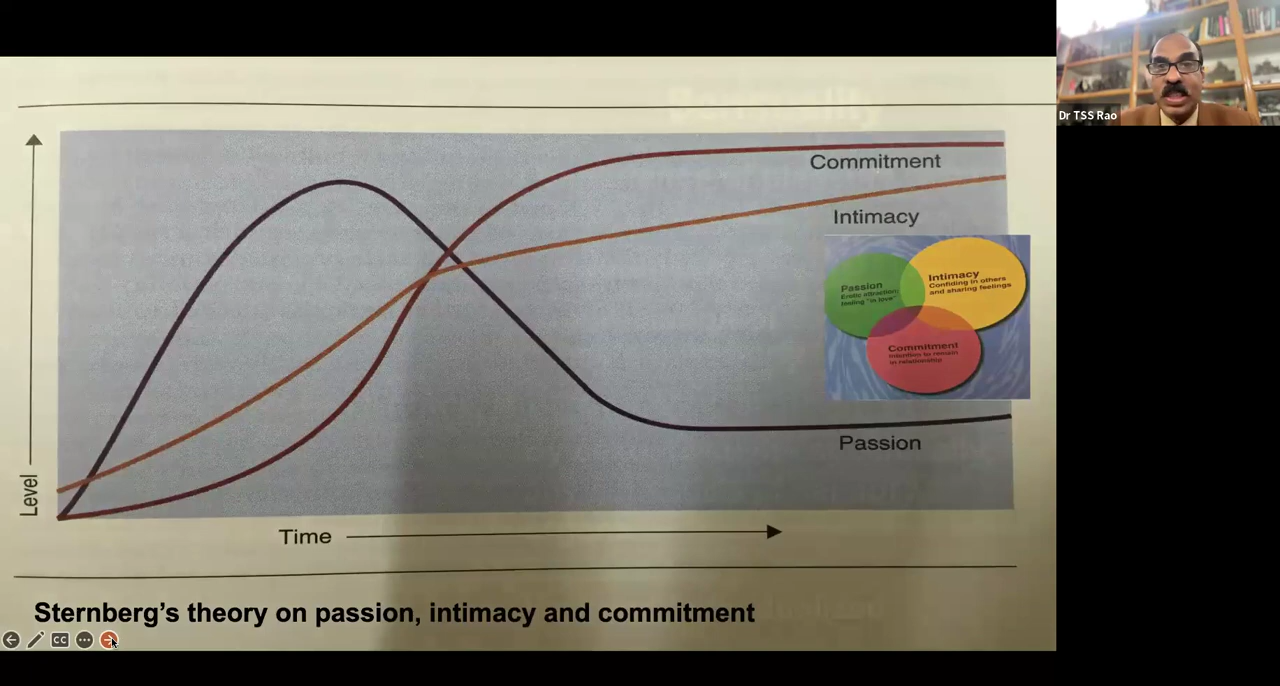 Commitment
Intimacy
Passion
Erotic attraction;
feeling "in love"
Intimacy
Confiding in others
and sharing feelings
Commitment
Intention to remain
in relationship
Passion
Level
Time
Sternberg's theory on passion, intimacy and commitment
CC
Dr TSS Rao